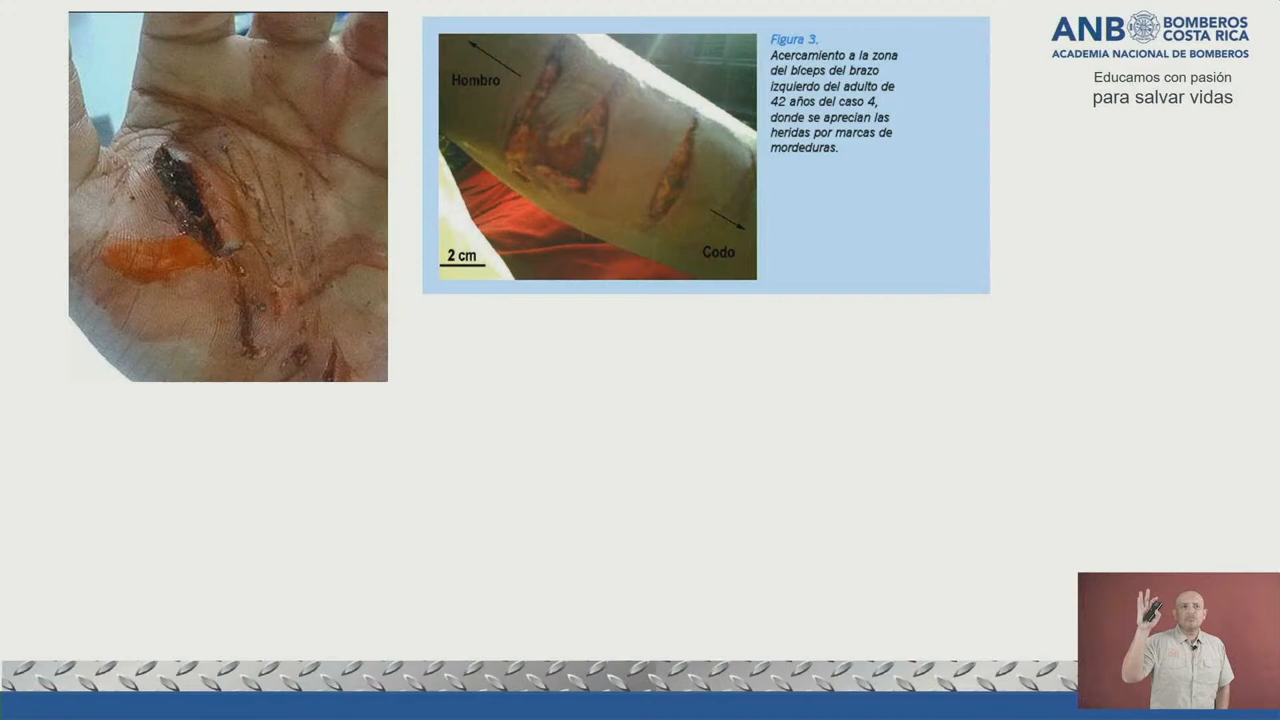 Hombro
Codo
2 cm
Figura 3.
Acercamiento a la zona
del bíceps del brazo
izquierdo del adulto de
42 años del caso 4,
donde se aprecian las
heridas por marcas de
mordeduras.
ANB BOMBEROS
COSTA RICA
ACADEMIA NACIONAL DE BOMBEROS
Educamos con pasión
para salvar vidas